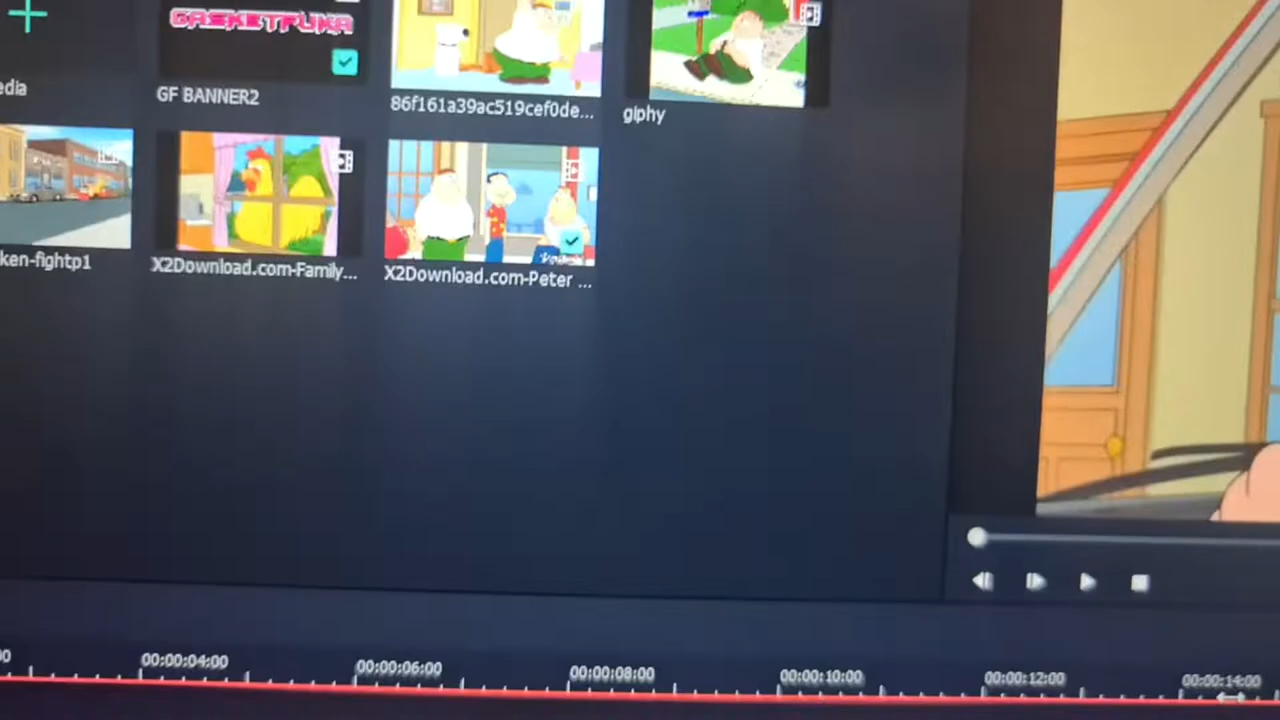 GASKETFUKA
edia
GF BANNER2
86f161a39ac519cef0de...
giphy
ken-fightp1
X2Download.com-Family...
X2Download.com-Peter ...
00:00:04:00
00:00:06:00
00:00:08:00
00:00:10:00
00:00:12:00
00:00:14:00